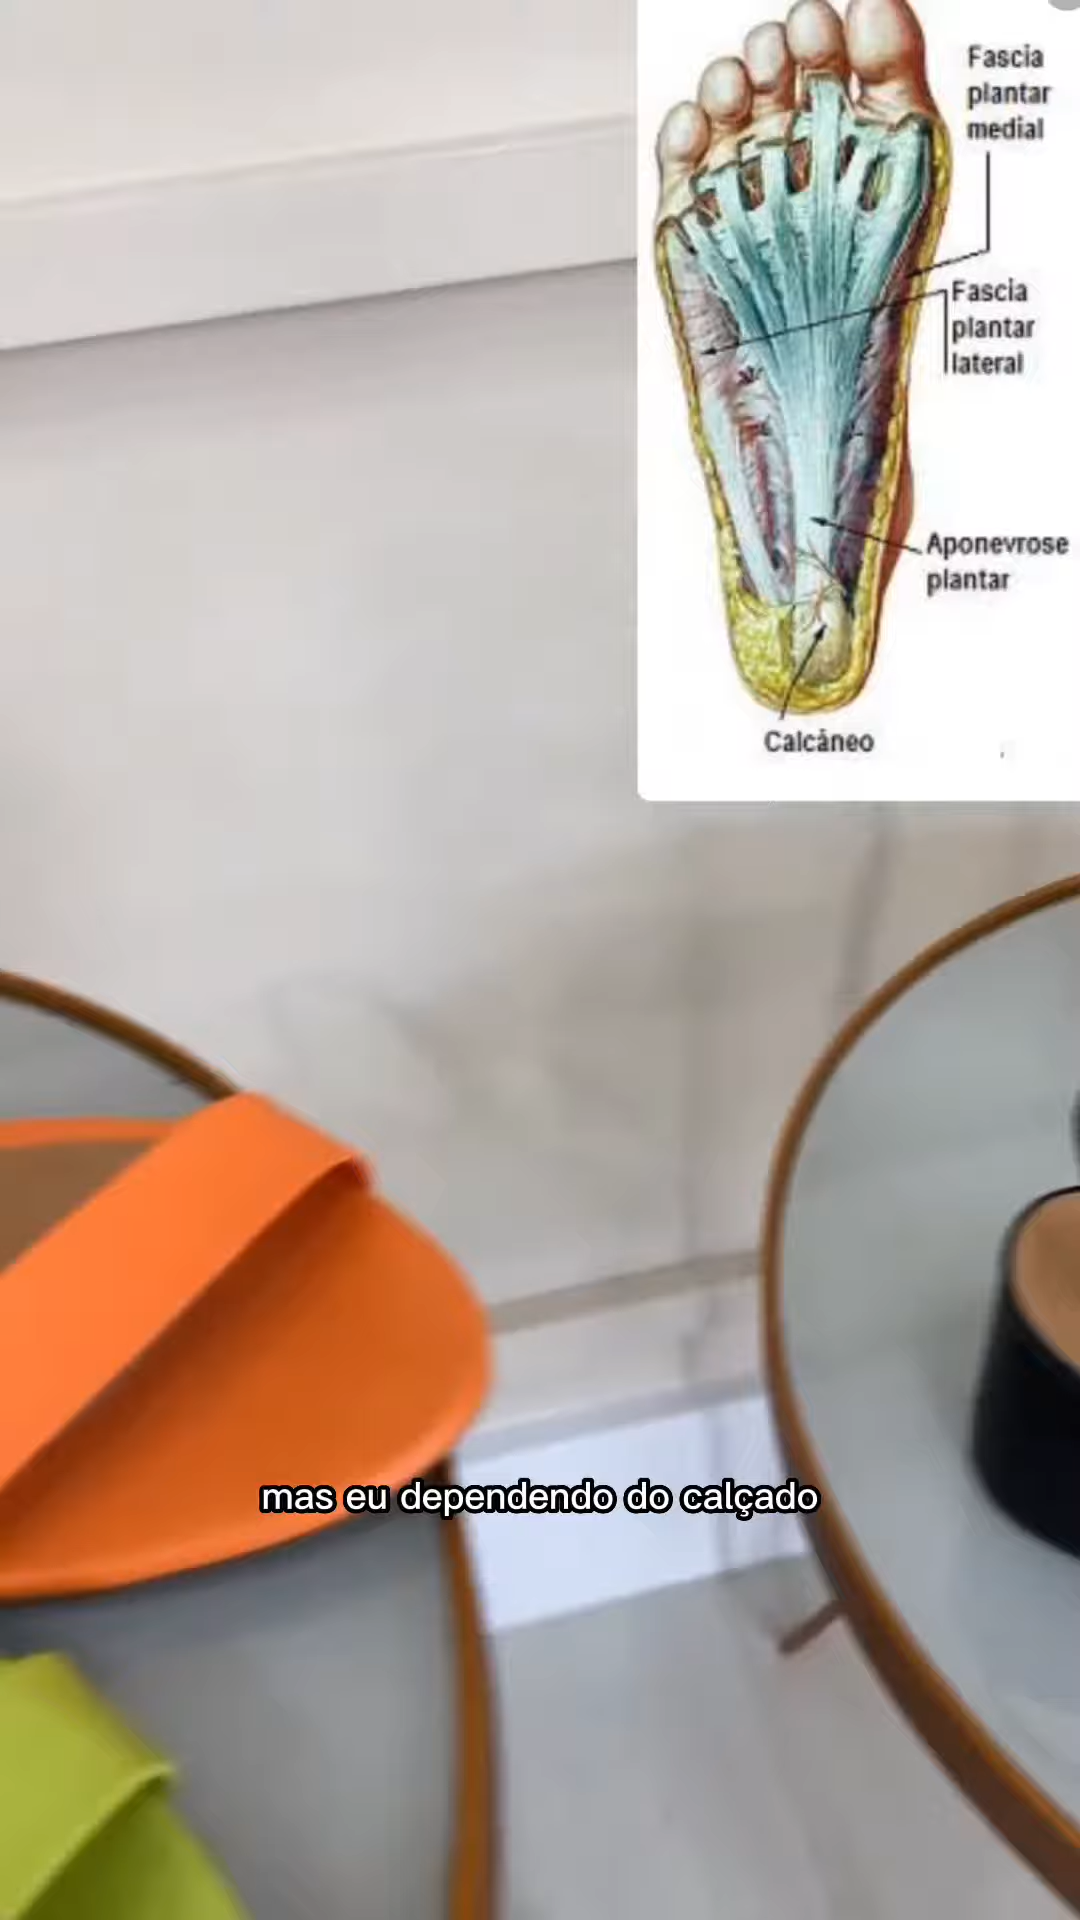 Fascia
plantar
medial
Fascia
plantar
lateral
Aponevrose
plantar
Calcâneo
mas eu dependendo do calçado